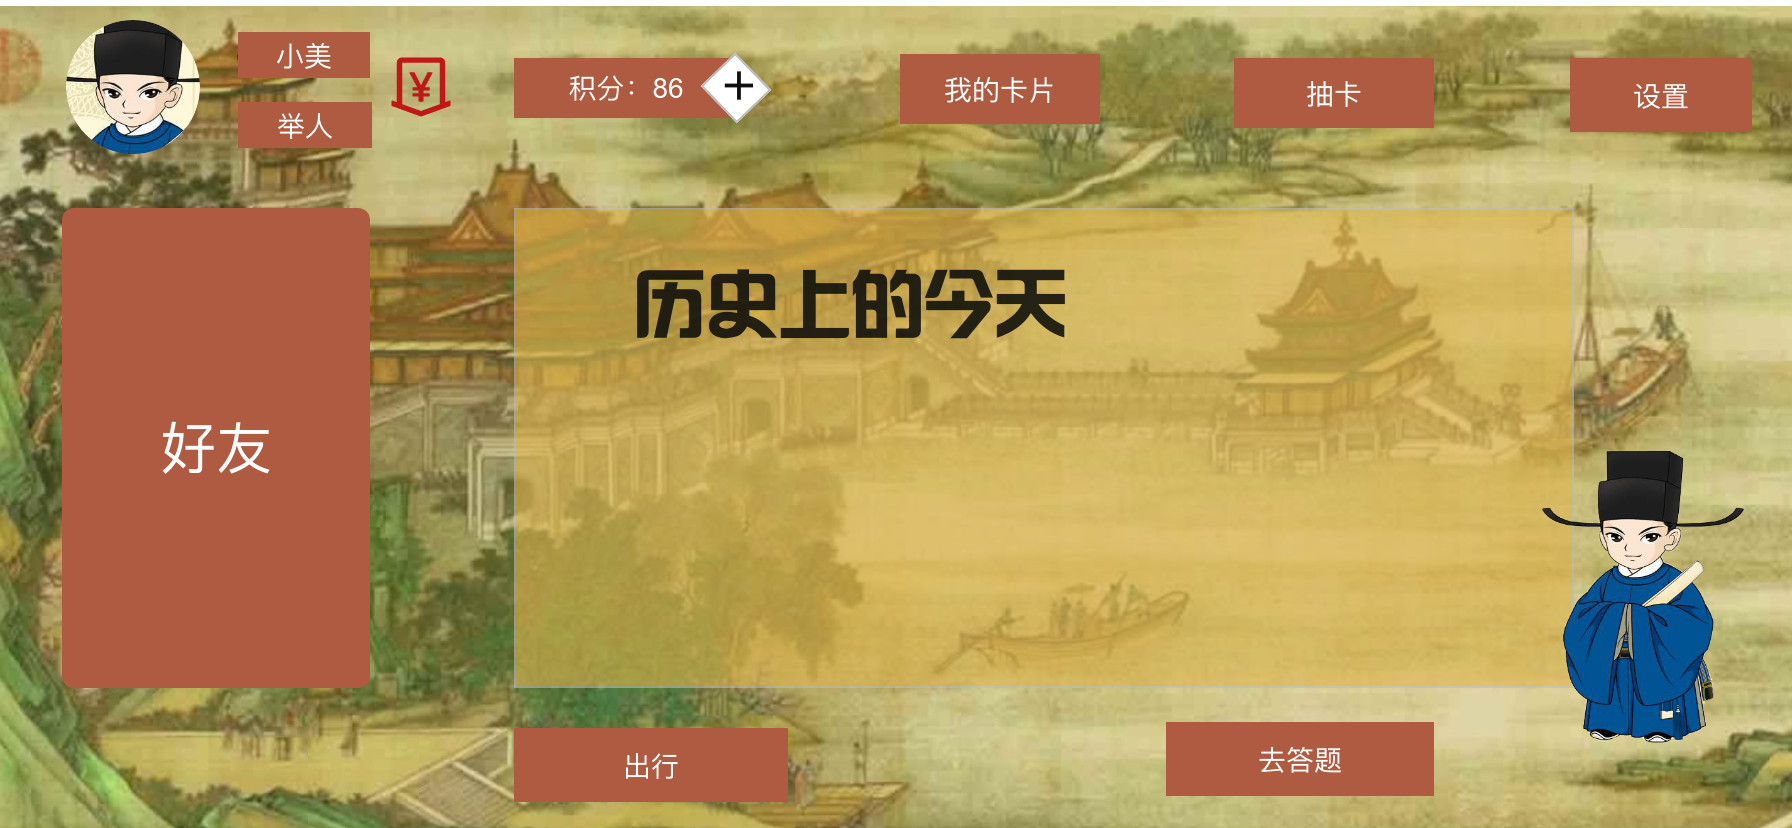 小美
举人
¥
积分：86
+
我的卡片
抽卡
设置
好友
历史上的今天
出行
去答题